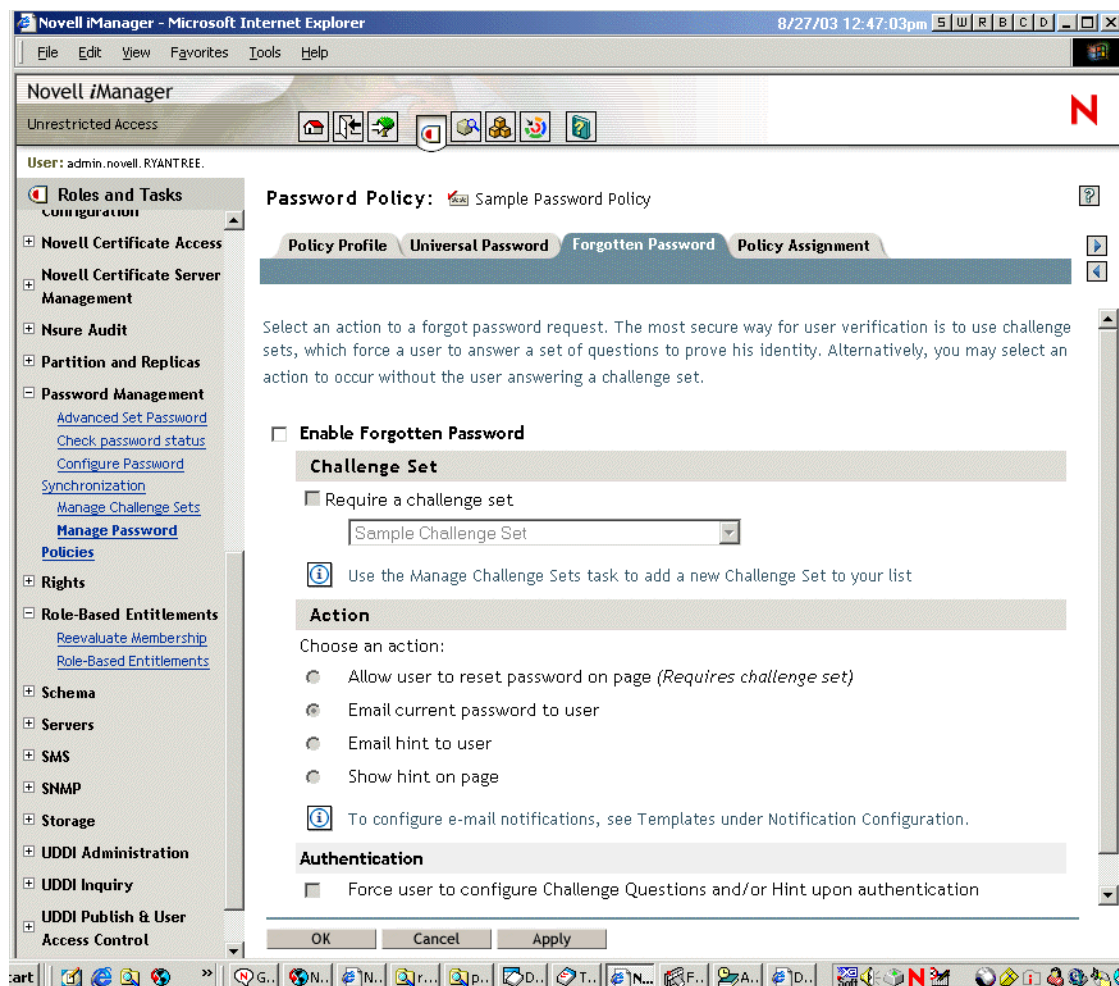 Novell iManager - Microsoft Internet Explorer
8/27/03 12:47:03pm S W R B C D
File Edit View Favorites Tools Help
Novell iManager
Unrestricted Access
N
User: admin.novell.RYANTREE.
Roles and Tasks
Configuration
Novell Certificate Access
Novell Certificate Server
Management
Nsure Audit
Partition and Replicas
Password Management
Advanced Set Password
Check password status
Configure Password
Synchronization
Manage Challenge Sets
Manage Password
Policies
Rights
Role-Based Entitlements
Reevaluate Membership
Role-Based Entitlements
Schema
Servers
SMS
SNMP
Storage
UDDI Administration
UDDI Inquiry
UDDI Publish & User
Access Control
Password Policy: Sample Password Policy
?
Policy Profile Universal Password Forgotten Password Policy Assignment
Select an action to a forgot password request. The most secure way for user verification is to use challenge
sets, which force a user to answer a set of questions to prove his identity. Alternatively, you may select an
action to occur without the user answering a challenge set.
Enable Forgotten Password
Challenge Set
Require a challenge set
Sample Challenge Set
Use the Manage Challenge Sets task to add a new Challenge Set to your list
Action
Choose an action:
Allow user to reset password on page (Requires challenge set)
Email current password to user
Email hint to user
Show hint on page
To configure e-mail notifications, see Templates under Notification Configuration.
Authentication
Force user to configure Challenge Questions and/or Hint upon authentication
OK Cancel Apply
tart » G.. N.. N.. r... p.. D.. T.. N... F.. A.. D..